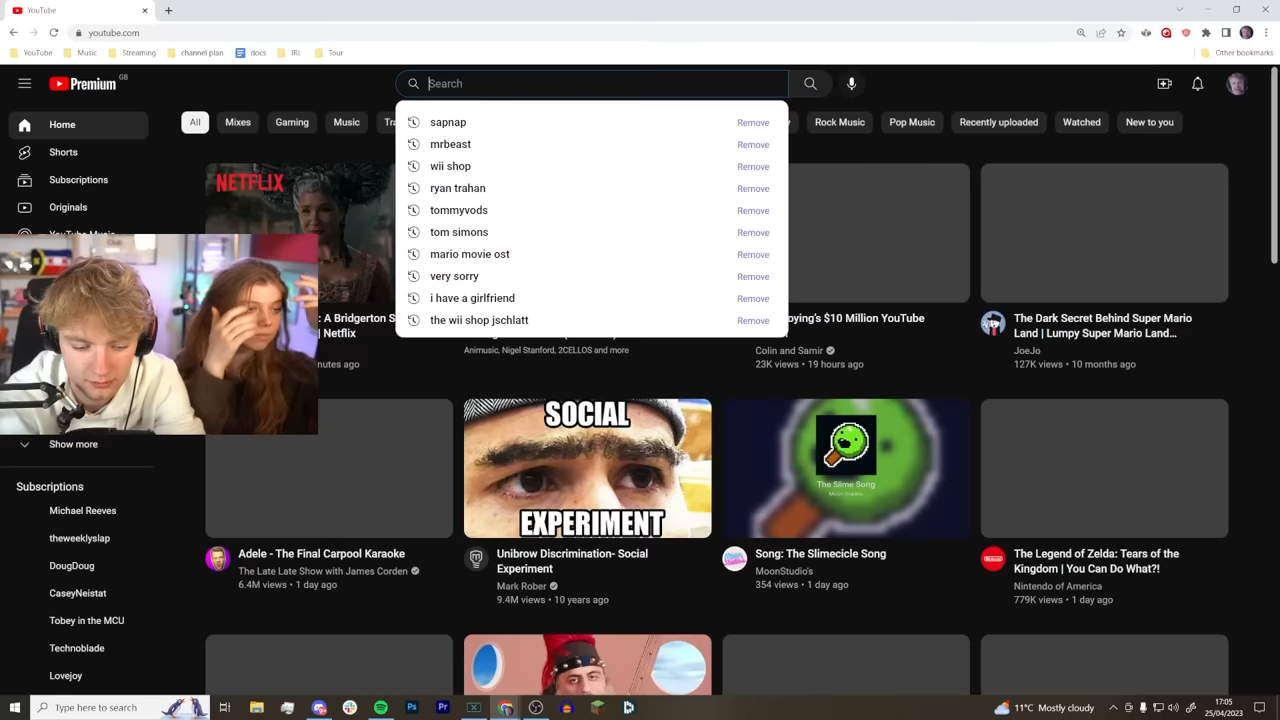 YouTube
youtube.com
YouTube
Music
Streaming
channel plan
docs
IRL
Tour
Other bookmarks
Premium GB
Search
All
Mixes
Gaming
Music
Tra
Rock Music
Pop Music
Recently uploaded
Watched
New to you
sapnap Remove
mrbeast Remove
wii shop Remove
ryan trahan Remove
tommyvods Remove
tom simons Remove
mario movie ost Remove
very sorry Remove
i have a girlfriend Remove
the wii shop jschlatt Remove
Home
Shorts
Subscriptions
Originals
YouTube Music
Show more
Subscriptions
Michael Reeves
theweeklyslap
DougDoug
CaseyNeistat
Tobey in the MCU
Technoblade
Lovejoy
NETFLIX
: A Bridgerton S
| Netflix
nutes ago
Animusic, Nigel Stanford, 2CELLOS and more
oying's $10 Million YouTube
Colin and Samir
23K views • 19 hours ago
The Dark Secret Behind Super Mario
Land | Lumpy Super Mario Land...
JoeJo
127K views • 10 months ago
Adele - The Final Carpool Karaoke
The Late Late Show with James Corden
6.4M views • 1 day ago
SOCIAL
EXPERIMENT
Unibrow Discrimination- Social
Experiment
Mark Rober
9.4M views • 10 years ago
The Slime Song
Moon Studios
Song: The Slimecicle Song
MoonStudio's
354 views • 1 day ago
Nintendo
The Legend of Zelda: Tears of the
Kingdom | You Can Do What?!
Nintendo of America
779K views • 1 day ago
Type here to search
Ps
Pr
11°C Mostly cloudy
17:05
25/04/2023